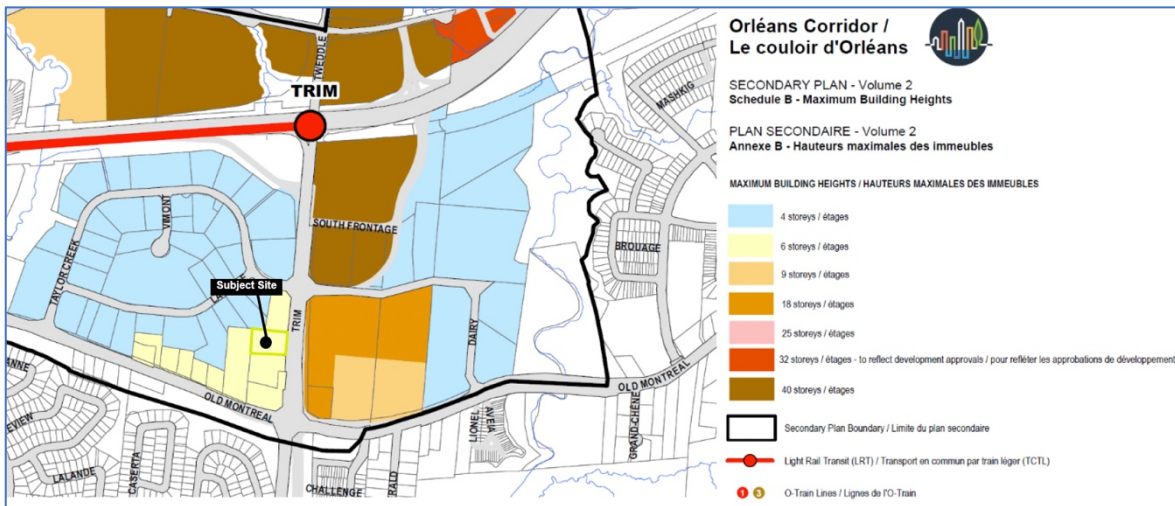 Orléans Corridor /
Le couloir d'Orléans
SECONDARY PLAN - Volume 2
Schedule B - Maximum Building Heights
PLAN SECONDAIRE - Volume 2
Annexe B - Hauteurs maximales des immeubles
MAXIMUM BUILDING HEIGHTS / HAUTEURS MAXIMALES DES IMMEUBLES
4 storeys / étages
6 storeys / étages
9 storeys / étages
18 storeys / étages
25 storeys / étages
32 storeys / étages - to reflect development approvals / pour refléter les approbations de développement
40 storeys / étages
Secondary Plan Boundary / Limite du plan secondaire
Light Rail Transit (LRT) / Transport en commun par train léger (TCTL)
1 3 O-Train Lines / Lignes de l'O-Train
TWEDDLE
TRIM
MASHKIG
VIMONT
SOUTH FRONTAGE
BROUAGE
TAYLOR CREEK
Subject Site
TRIM
DAIRY
OLD MONTREAL
OLD MONTREAL
LIONEL
AVEIA
GRAND-CHÊNE
LALANDE
CASERTA
CHALLENGE